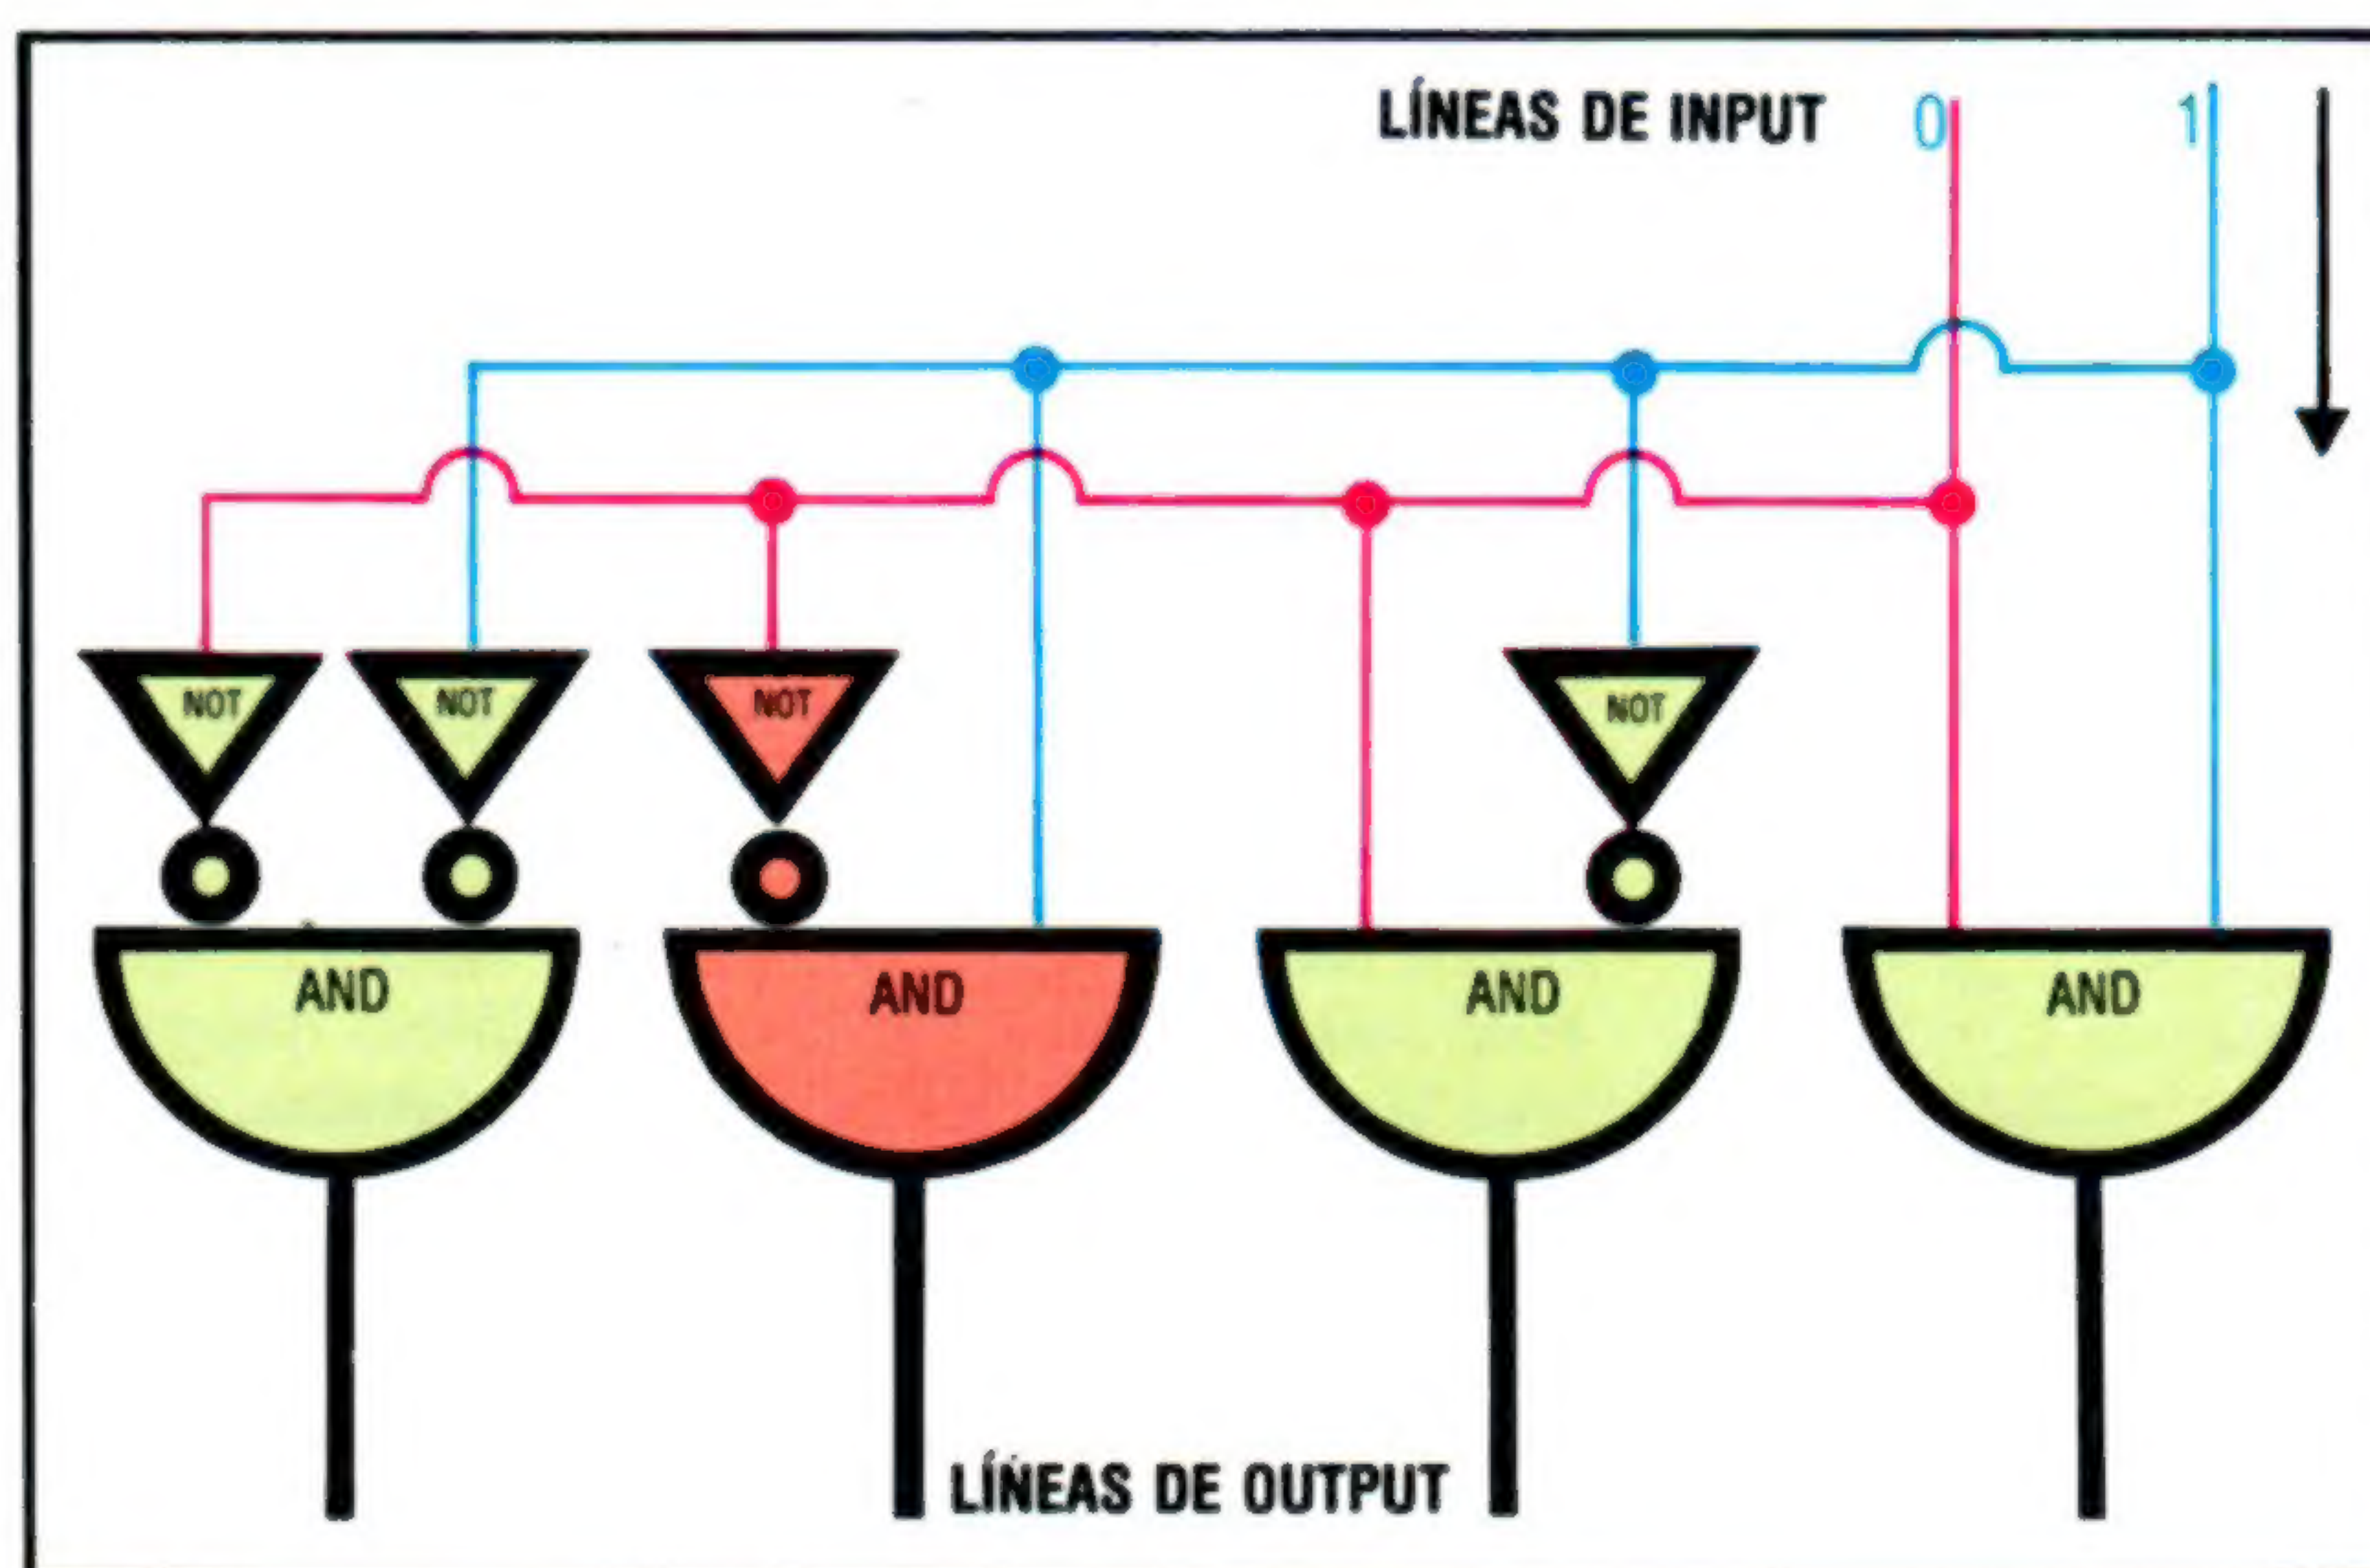 LÍNEAS DE INPUT 0 1
NOT NOT NOT NOT
AND AND AND AND
LÍNEAS DE OUTPUT